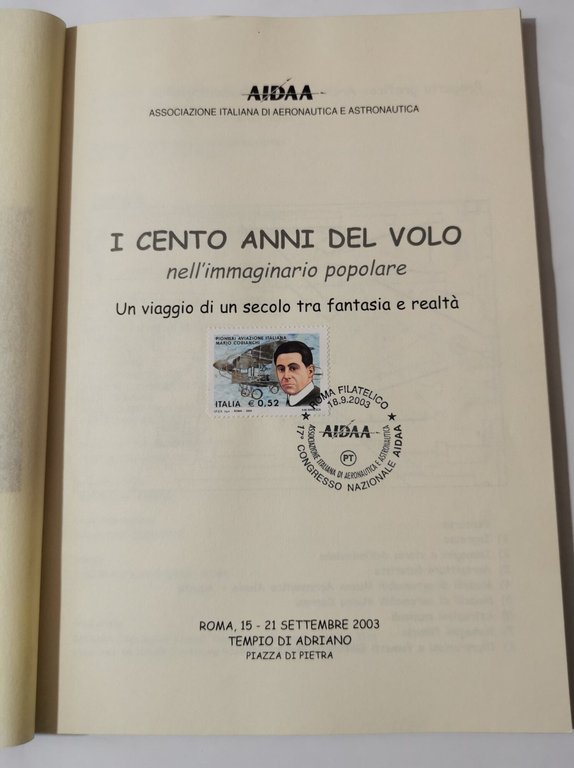 AIDAA
ASSOCIAZIONE ITALIANA DI AERONAUTICA E ASTRONAUTICA
I CENTO ANNI DEL VOLO
nell'immaginario popolare
Un viaggio di un secolo tra fantasia e realtà
PIONIERI AVIAZIONE ITALIANA
MARIO COBIANCHI
ITALIA € 0,52
ROMA FILATELICO
18.9.2003
AIDAA
ASSOCIAZIONE ITALIANA DI AERONAUTICA E ASTRONAUTICA
PT
17° CONGRESSO NAZIONALE AIDAA
ROMA, 15 - 21 SETTEMBRE 2003
TEMPIO DI ADRIANO
PIAZZA DI PIETRA